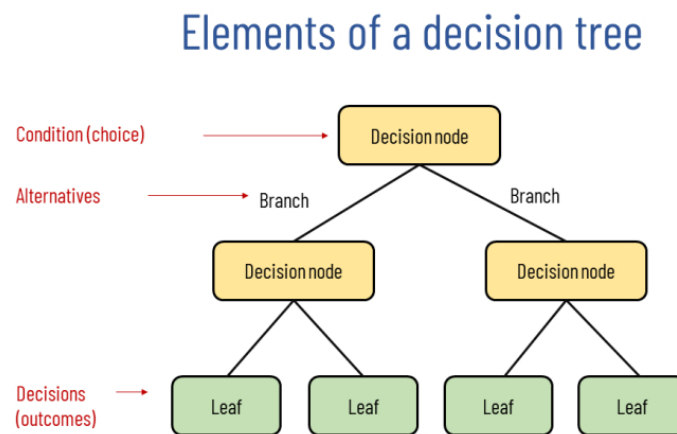 Elements of a decision tree
Condition (choice)
Decision node
Alternatives
Branch
Branch
Decision node
Decision node
Decisions
(outcomes)
Leaf
Leaf
Leaf
Leaf